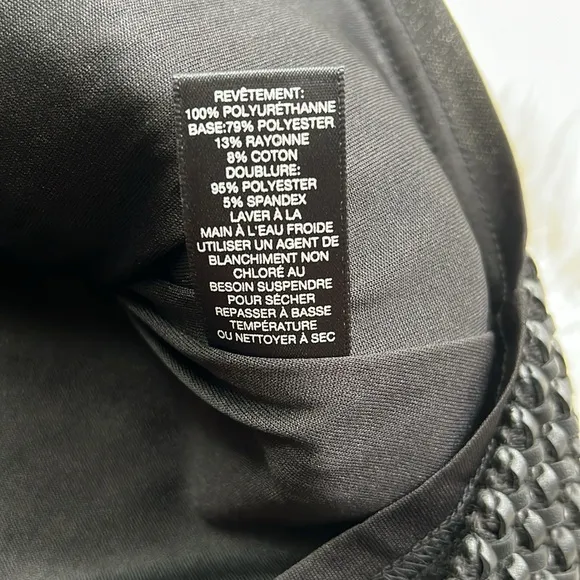 REVÊTEMENT:
100% POLYURÉTHANNE
BASE:79% POLYESTER
13% RAYONNE
8% COTON
DOUBLURE:
95% POLYESTER
5% SPANDEX
LAVER À LA
MAIN À L'EAU FROIDE
UTILISER UN AGENT DE
BLANCHIMENT NON
CHLORÉ AU
BESOIN SUSPENDRE
POUR SÉCHER
REPASSER À BASSE
TEMPÉRATURE
OU NETTOYER À SEC